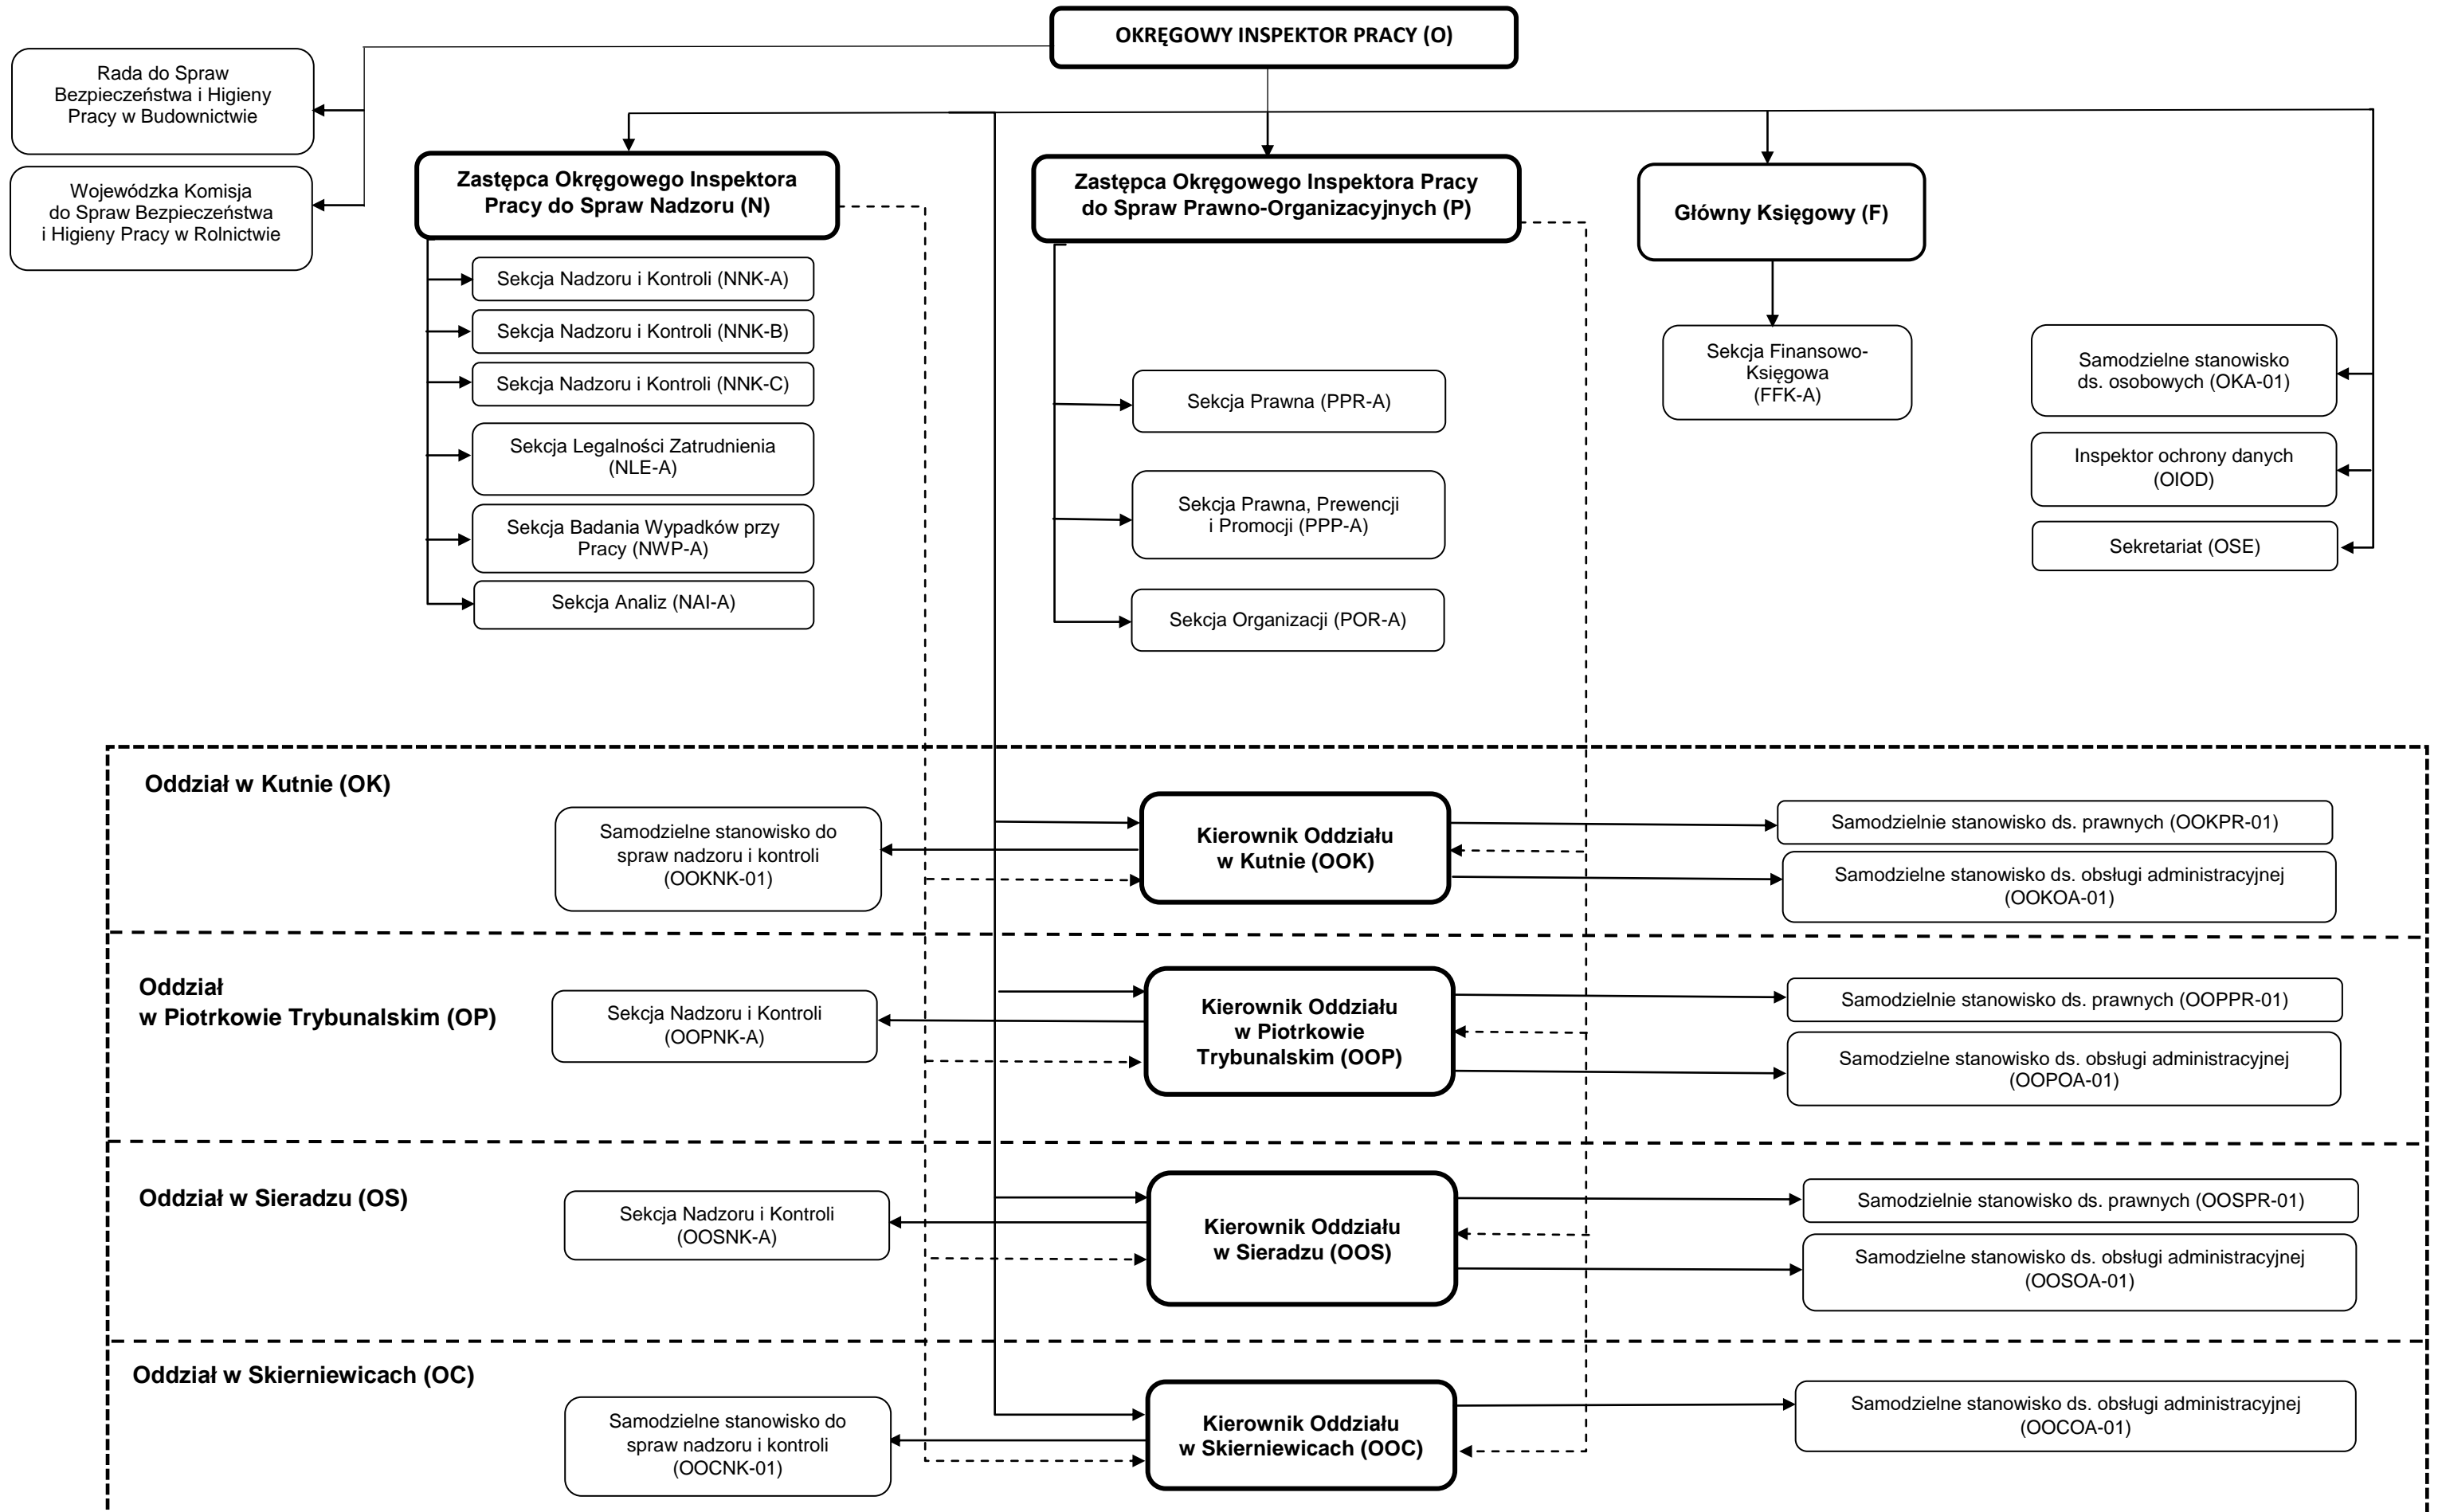 OKRĘGOWY INSPEKTOR PRACY (O)
Rada do Spraw
Bezpieczeństwa i Higieny
Pracy w Budownictwie
Wojewódzka Komisja
do Spraw Bezpieczeństwa
i Higieny Pracy w Rolnictwie
Zastępca Okręgowego Inspektora
Pracy do Spraw Nadzoru (N)
Zastępca Okręgowego Inspektora Pracy
do Spraw Prawno-Organizacyjnych (P)
Główny Księgowy (F)
Sekcja Nadzoru i Kontroli (NNK-A)
Sekcja Nadzoru i Kontroli (NNK-B)
Sekcja Nadzoru i Kontroli (NNK-C)
Sekcja Legalności Zatrudnienia
(NLE-A)
Sekcja Badania Wypadków przy
Pracy (NWP-A)
Sekcja Analiz (NAI-A)
Sekcja Prawna (PPR-A)
Sekcja Prawna, Prewencji
i Promocji (PPP-A)
Sekcja Organizacji (POR-A)
Sekcja Finansowo-
Księgowa
(FFK-A)
Samodzielne stanowisko
ds. osobowych (OKA-01)
Inspektor ochrony danych
(OIOD)
Sekretariat (OSE)
Oddział w Kutnie (OK)
Samodzielne stanowisko do
spraw nadzoru i kontroli
(OOKNK-01)
Kierownik Oddziału
w Kutnie (OOK)
Samodzielnie stanowisko ds. prawnych (OOKPR-01)
Samodzielne stanowisko ds. obsługi administracyjnej
(OOKOA-01)
Oddział
w Piotrkowie Trybunalskim (OP)
Sekcja Nadzoru i Kontroli
(OOPNK-A)
Kierownik Oddziału
w Piotrkowie
Trybunalskim (OOP)
Samodzielnie stanowisko ds. prawnych (OOPPR-01)
Samodzielne stanowisko ds. obsługi administracyjnej
(OOPOA-01)
Oddział w Sieradzu (OS)
Sekcja Nadzoru i Kontroli
(OOSNK-A)
Kierownik Oddziału
w Sieradzu (OOS)
Samodzielnie stanowisko ds. prawnych (OOSPR-01)
Samodzielne stanowisko ds. obsługi administracyjnej
(OOSOA-01)
Oddział w Skierniewicach (OC)
Samodzielne stanowisko do
spraw nadzoru i kontroli
(OOCNK-01)
Kierownik Oddziału
w Skierniewicach (OOC)
Samodzielne stanowisko ds. obsługi administracyjnej
(OOCOA-01)